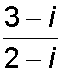 3 – i
2 – i